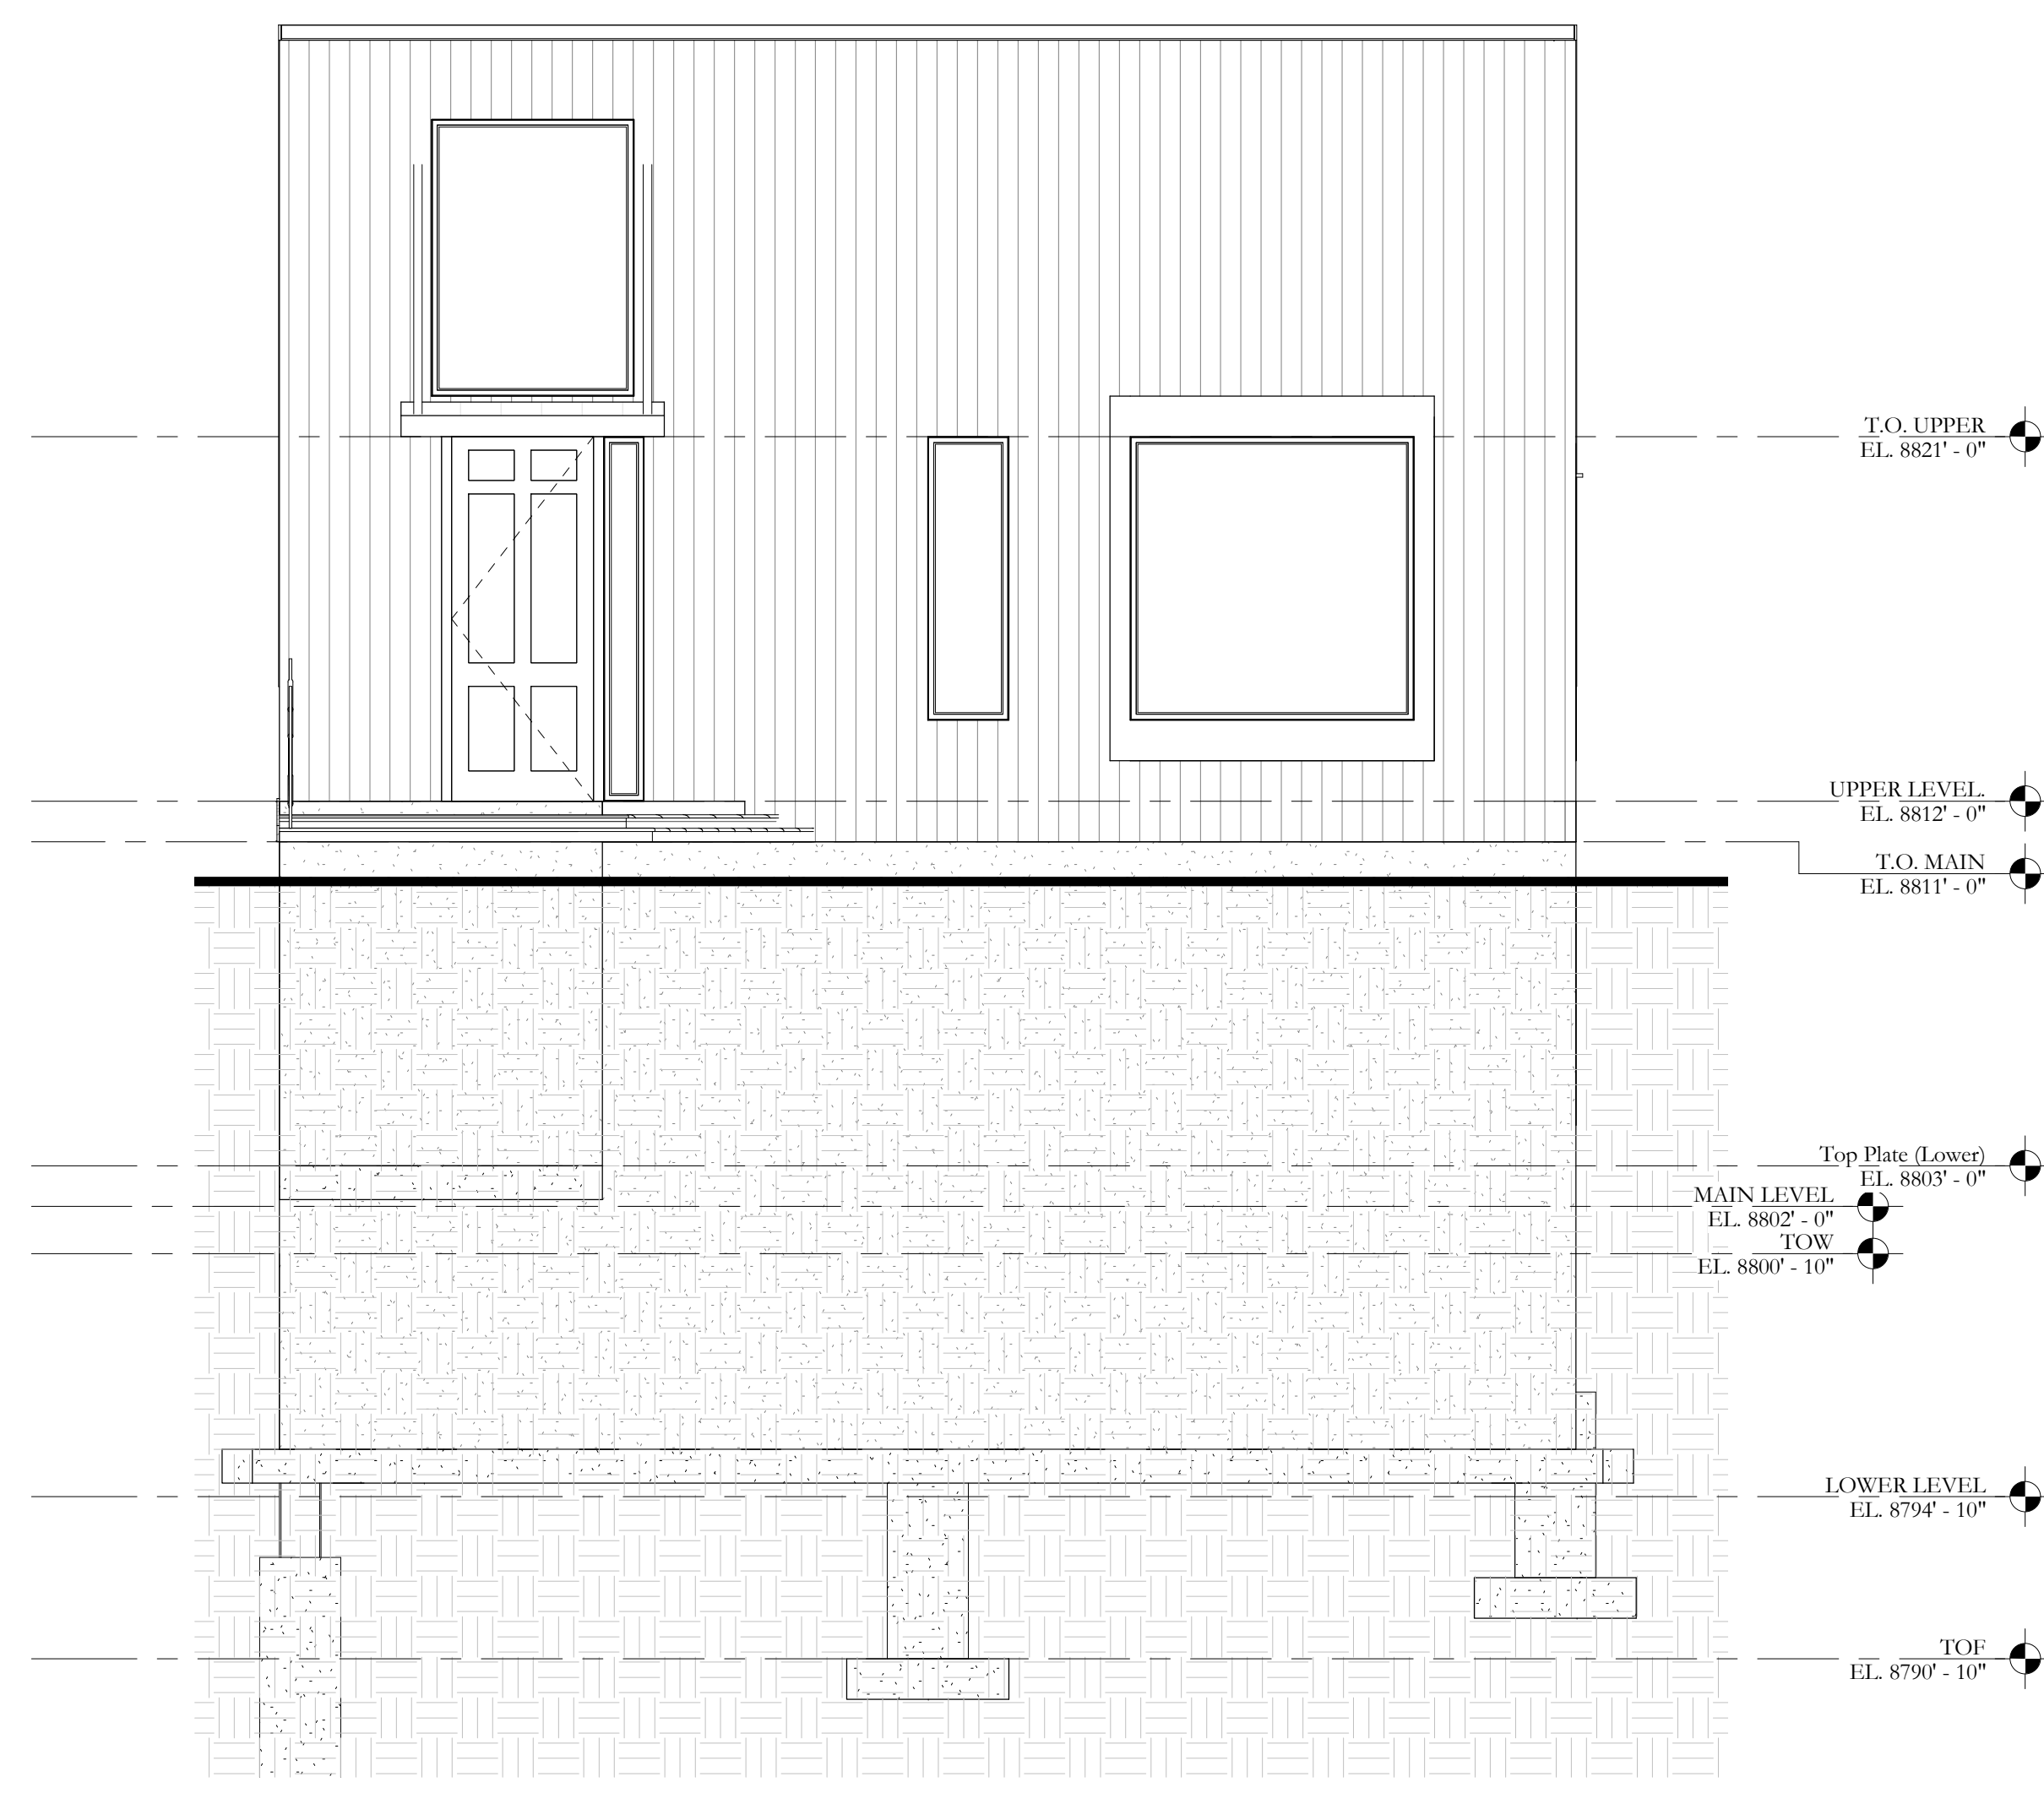 T.O. UPPER
EL. 8821' - 0"
UPPER LEVEL.
EL. 8812' - 0"
T.O. MAIN
EL. 8811' - 0"
Top Plate (Lower)
EL. 8803' - 0"
MAIN LEVEL
EL. 8802' - 0"
TOW
EL. 8800' - 10"
LOWER LEVEL
EL. 8794' - 10"
TOF
EL. 8790' - 10"